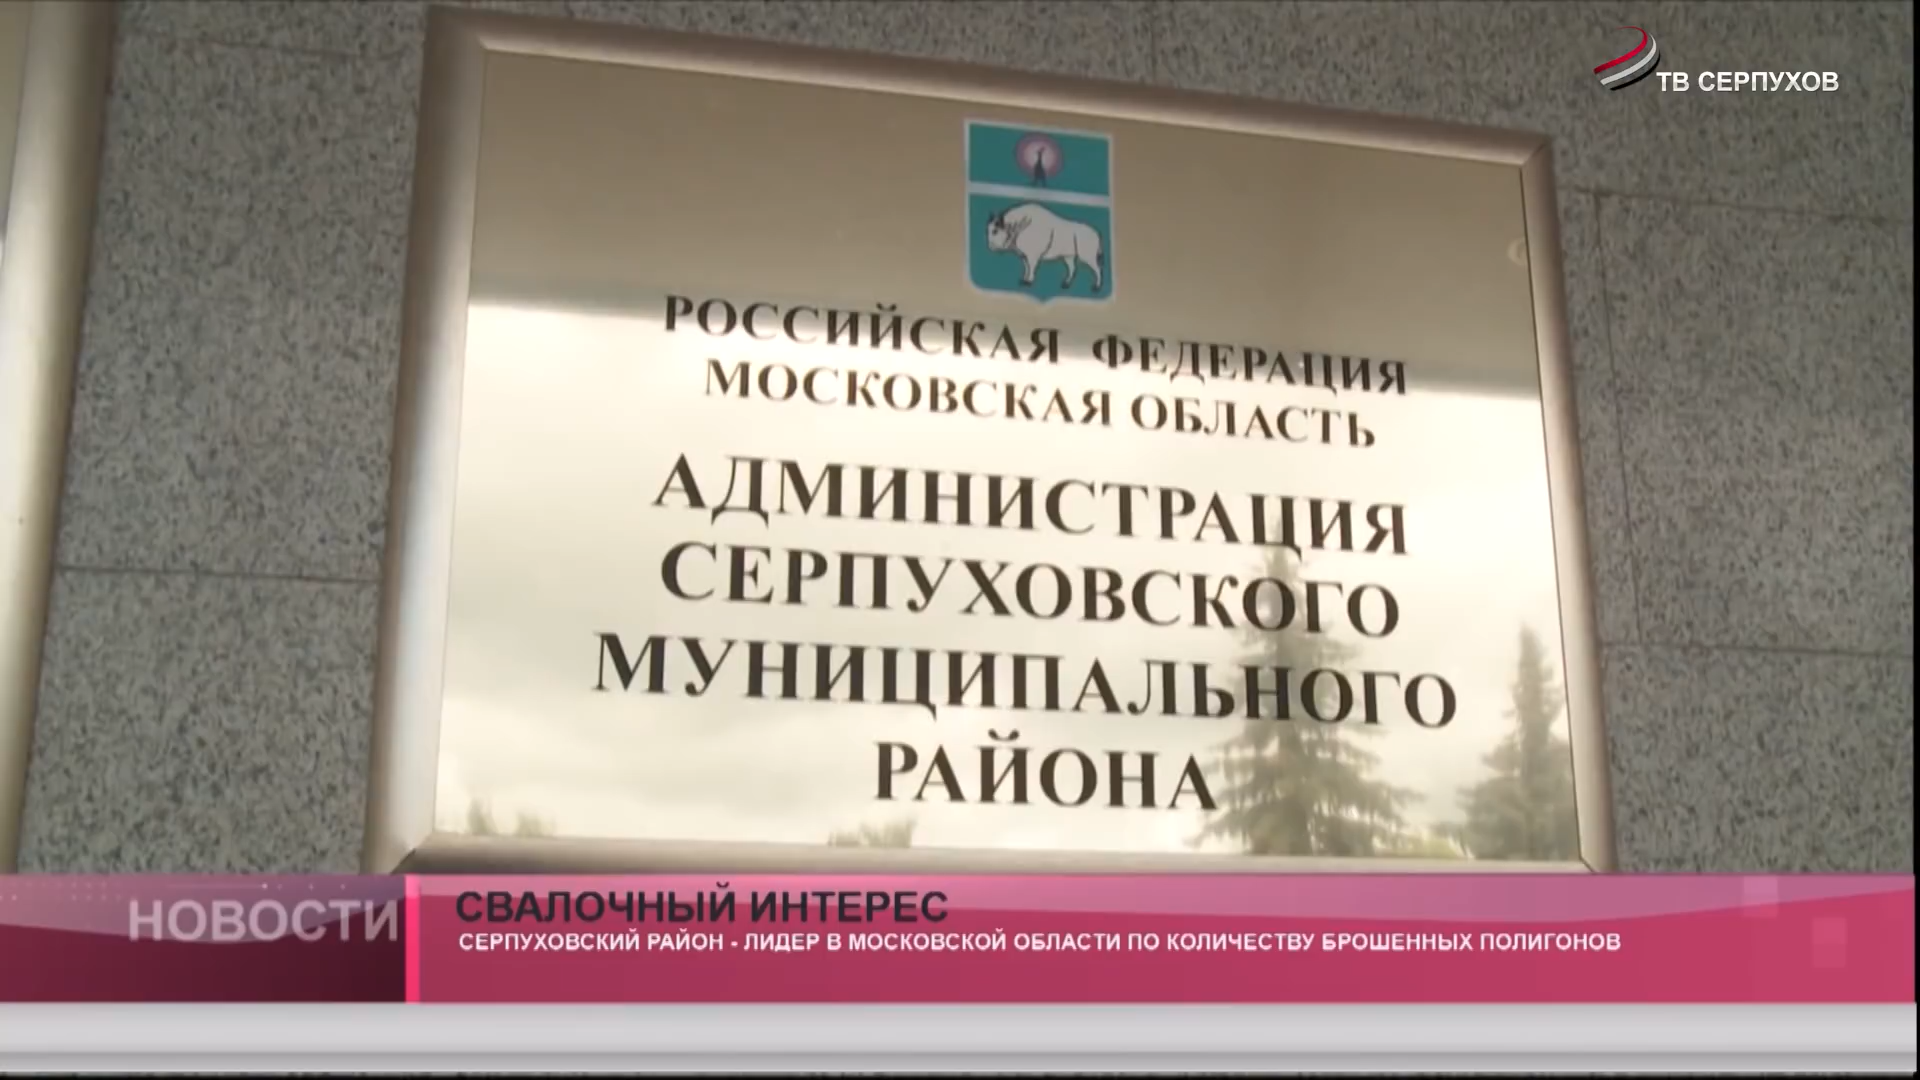 ТВ СЕРПУХОВ
РОССИЙСКАЯ ФЕДЕРАЦИЯ
МОСКОВСКАЯ ОБЛАСТЬ
АДМИНИСТРАЦИЯ
СЕРПУХОВСКОГО
МУНИЦИПАЛЬНОГО
РАЙОНА
НОВОСТИ
СВАЛОЧНЫЙ ИНТЕРЕС
СЕРПУХОВСКИЙ РАЙОН - ЛИДЕР В МОСКОВСКОЙ ОБЛАСТИ ПО КОЛИЧЕСТВУ БРОШЕННЫХ ПОЛИГОНОВ